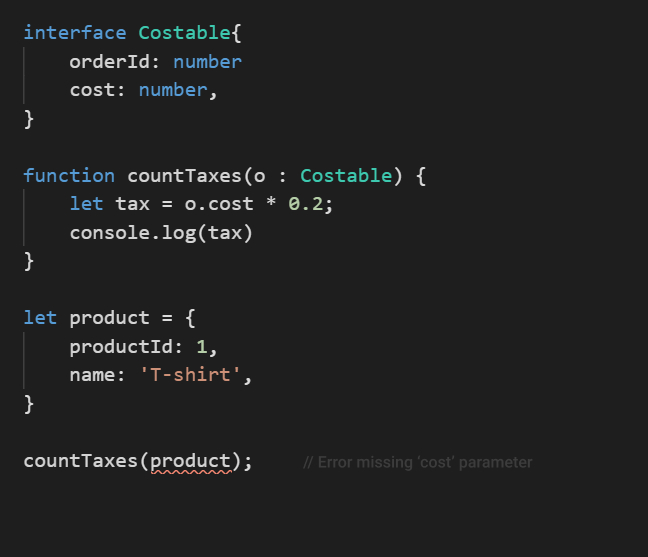 interface Costable{
    orderId: number
    cost: number,
}

function countTaxes(o : Costable) {
    let tax = o.cost * 0.2;
    console.log(tax)
}

let product = {
    productId: 1,
    name: 'T-shirt',
}

countTaxes(product);    // Error missing ‘cost’ parameter